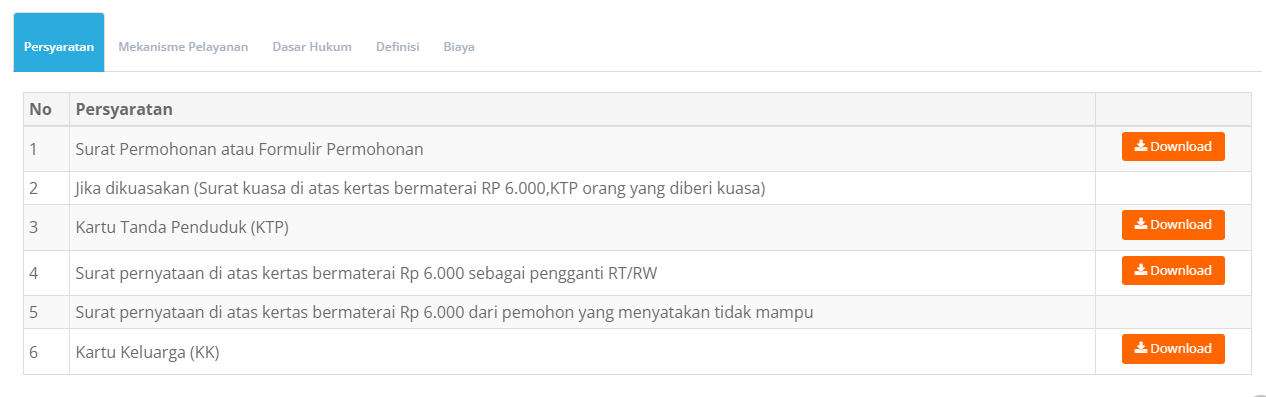 Persyaratan Mekanisme Pelayanan Dasar Hukum Definisi Biaya
No Persyaratan
1 Surat Permohonan atau Formulir Permohonan Download
2 Jika dikuasakan (Surat kuasa di atas kertas bermaterai RP 6.000,KTP orang yang diberi kuasa)
3 Kartu Tanda Penduduk (KTP) Download
4 Surat pernyataan di atas kertas bermaterai Rp 6.000 sebagai pengganti RT/RW Download
5 Surat pernyataan di atas kertas bermaterai Rp 6.000 dari pemohon yang menyatakan tidak mampu
6 Kartu Keluarga (KK) Download